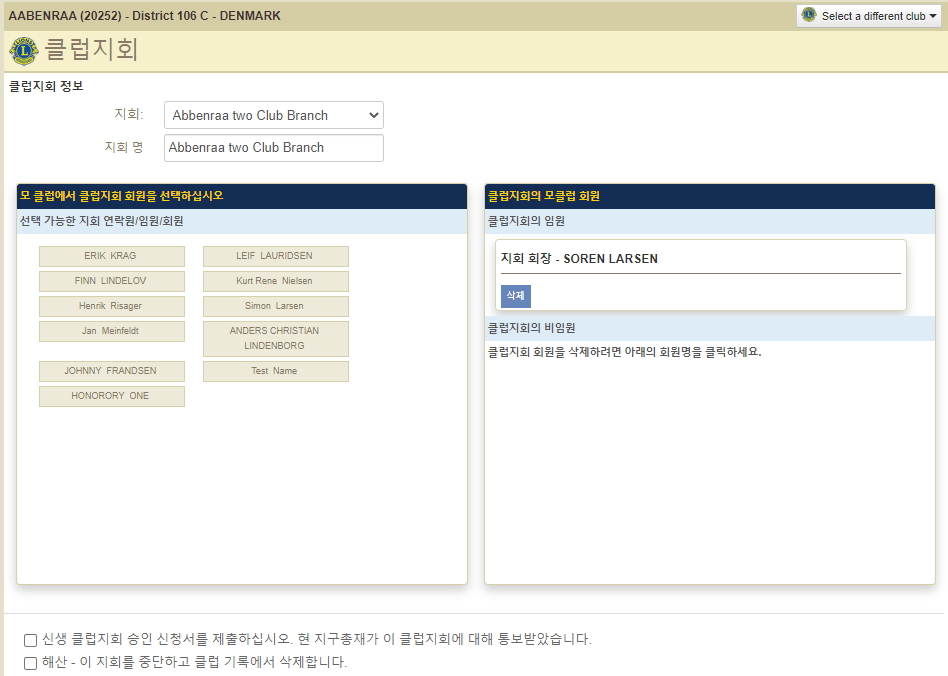 AABENRAA (20252) - District 106 C - DENMARK
Select a different club
클럽지회
클럽지회 정보
지회: Abbenraa two Club Branch
지회 명 Abbenraa two Club Branch
모 클럽에서 클럽지회 회원을 선택하십시오
선택 가능한 지회 연락원/임원/회원
ERIK KRAG
LEIF LAURIDSEN
FINN LINDELOV
Kurt Rene Nielsen
Henrik Risager
Simon Larsen
Jan Meinfeldt
ANDERS CHRISTIAN
LINDENBORG
JOHNNY FRANDSEN
Test Name
HONORORY ONE
클럽지회의 모클럽 회원
클럽지회의 임원
지회 회장 - SOREN LARSEN
삭제
클럽지회의 비임원
클럽지회 회원을 삭제하려면 아래의 회원명을 클릭하세요.
신생 클럽지회 승인 신청서를 제출하십시오. 현 지구총재가 이 클럽지회에 대해 통보받았습니다.
해산 - 이 지회를 중단하고 클럽 기록에서 삭제합니다.